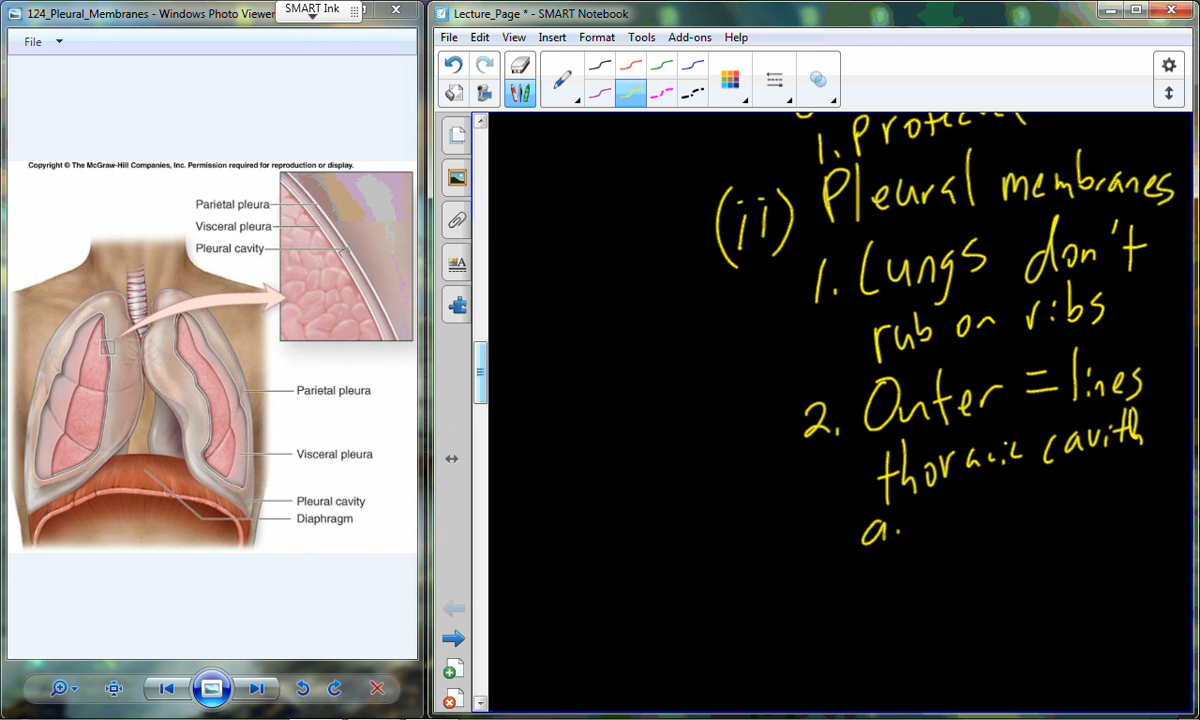 124_Pleural_Membranes - Windows Photo Viewer
SMART Ink
File
Copyright © The McGraw-Hill Companies, Inc. Permission required for reproduction or display.
Parietal pleura
Visceral pleura
Pleural cavity
Parietal pleura
Visceral pleura
Pleural cavity
Diaphragm
Lecture_Page * - SMART Notebook
File Edit View Insert Format Tools Add-ons Help
1.
(ii) Pleural membranes
1. Lungs don't
rub on ribs
2. Outer = lines
thoracic cavity
a.